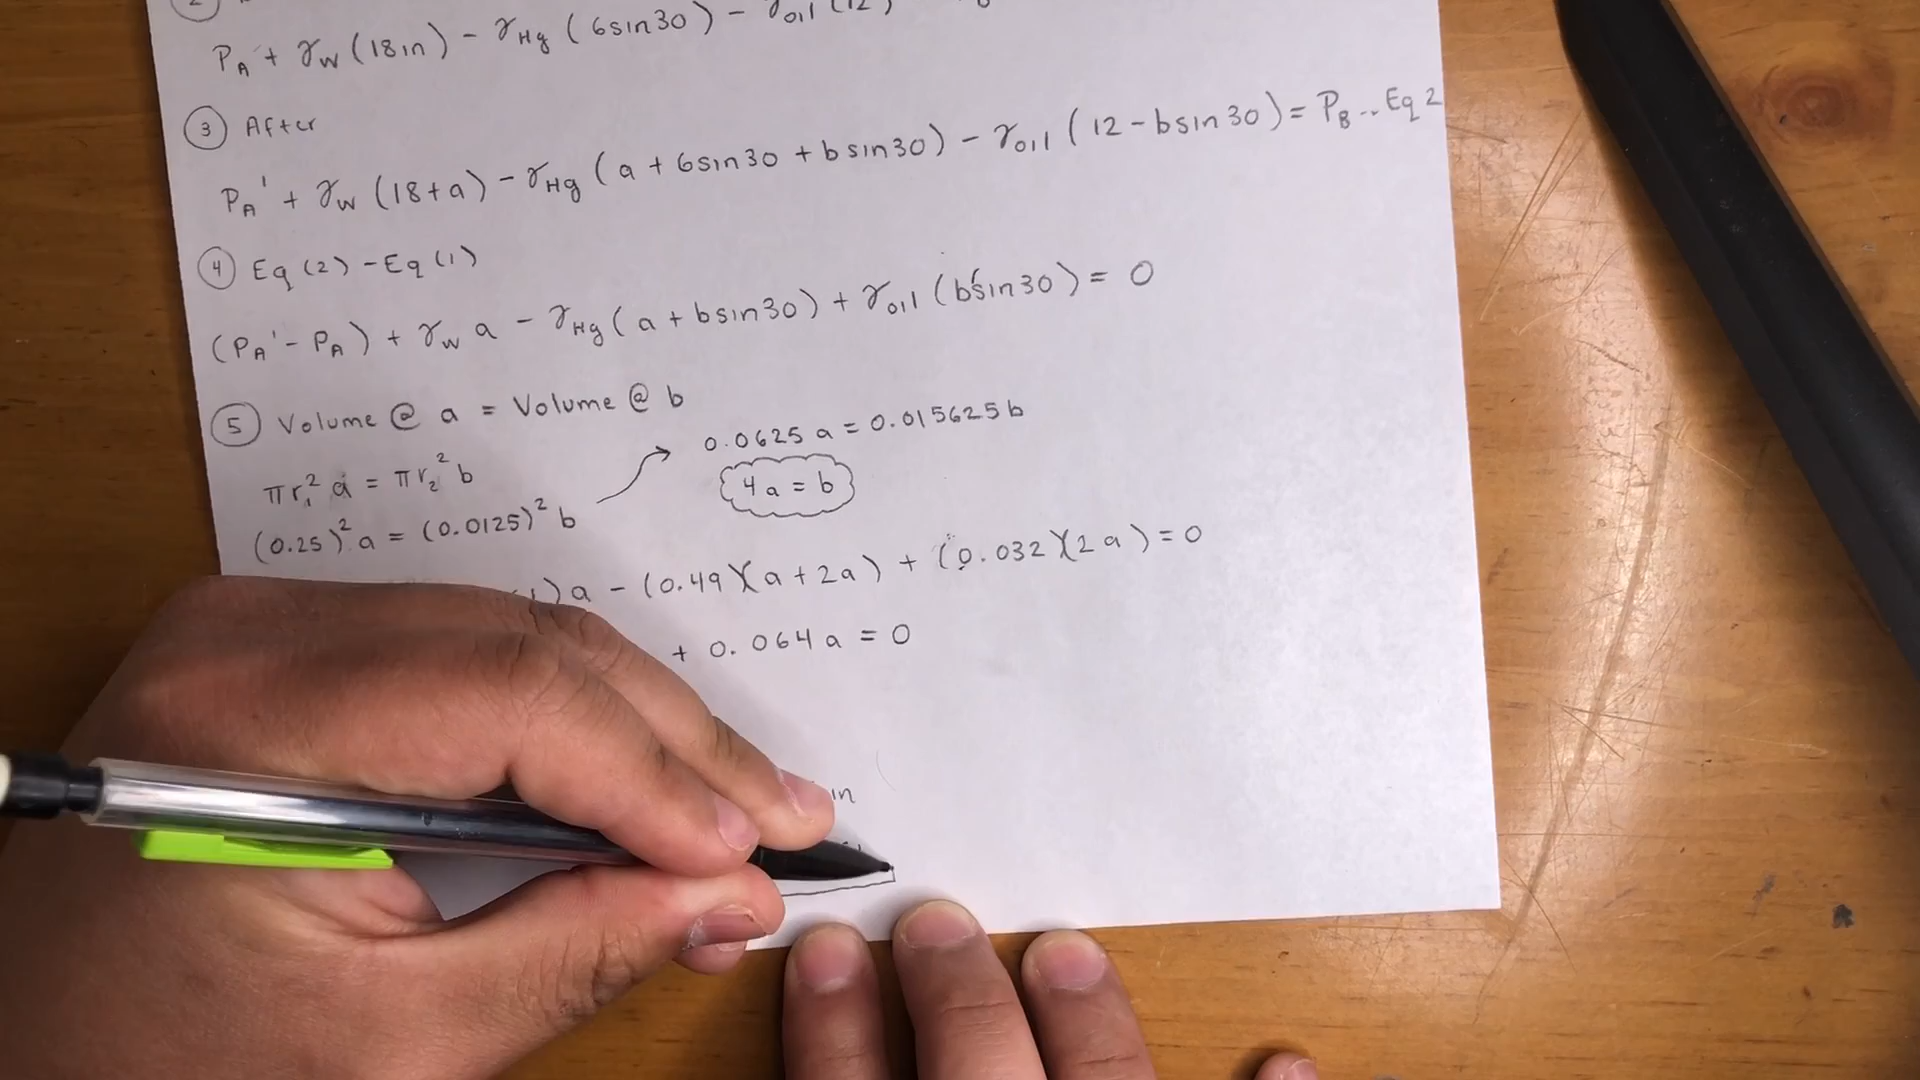 2
P_A + γ_w (18in) - γ_Hg (6sin30) - γ_oil (12)
3 After
P_A' + γ_w (18+a) - γ_Hg (a + 6sin30 + bsin30) - γ_oil (12 - bsin30) = P_B .. Eq 2
4 Eq (2) - Eq (1)
(P_A' - P_A) + γ_w a - γ_Hg (a + bsin30) + γ_oil (bsin30) = 0
5 Volume @ a = Volume @ b
πr₁² a = πr₂² b
(0.25)² a = (0.0125)² b
0.0625 a = 0.015625 b
4a = b
)a - (0.49)(a + 2a) + (0.032)(2a) = 0
+ 0.064 a = 0
in